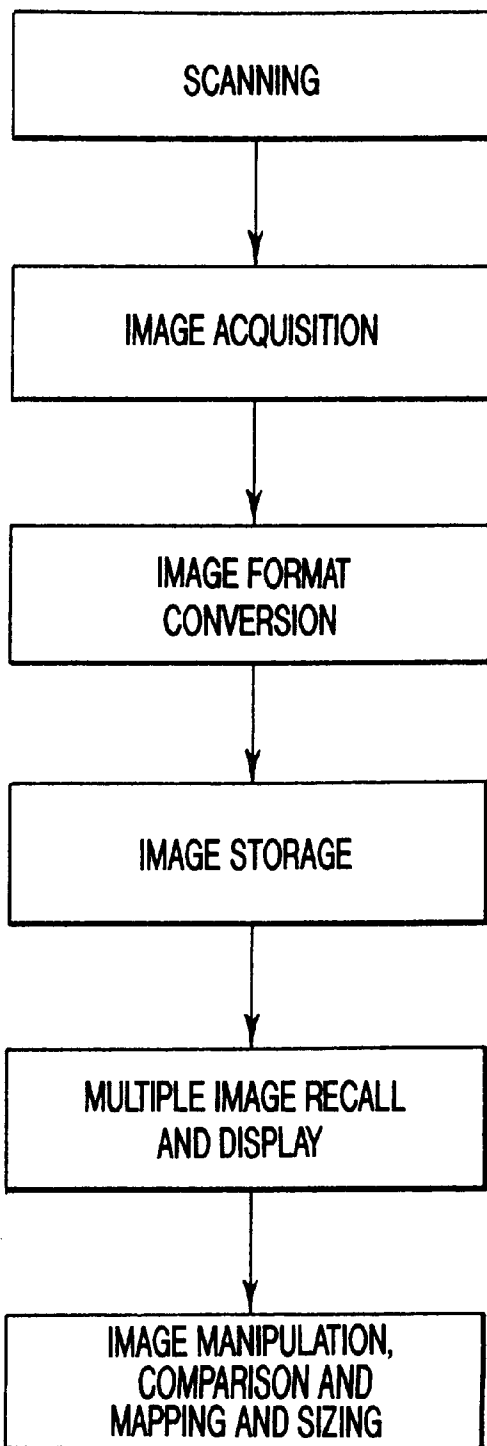 SCANNING
IMAGE ACQUISITION
IMAGE FORMAT
CONVERSION
IMAGE STORAGE
MULTIPLE IMAGE RECALL
AND DISPLAY
IMAGE MANIPULATION,
COMPARISON AND
MAPPING AND SIZING